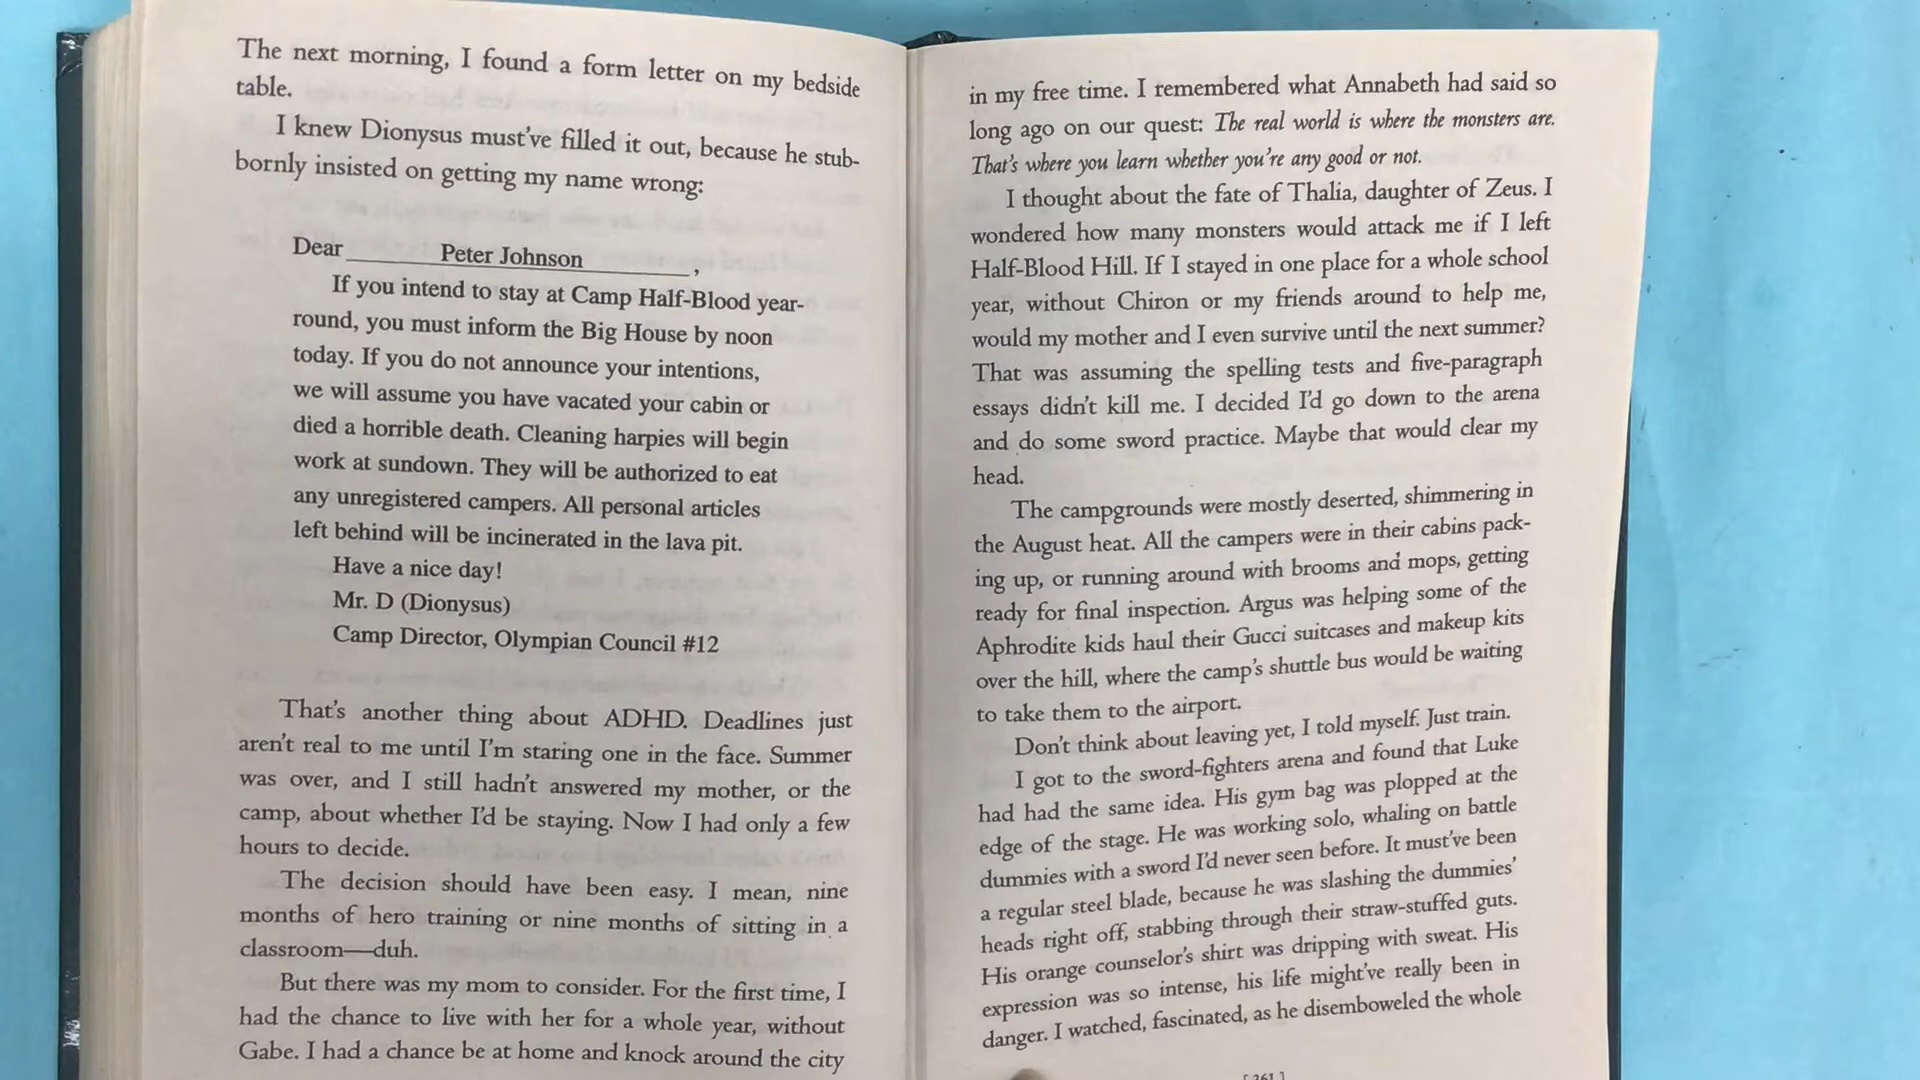 The next morning, I found a form letter on my bedside
table.
I knew Dionysus must've filled it out, because he stub-
bornly insisted on getting my name wrong:
Dear Peter Johnson,
If you intend to stay at Camp Half-Blood year-
round, you must inform the Big House by noon
today. If you do not announce your intentions,
we will assume you have vacated your cabin or
died a horrible death. Cleaning harpies will begin
work at sundown. They will be authorized to eat
any unregistered campers. All personal articles
left behind will be incinerated in the lava pit.
Have a nice day!
Mr. D (Dionysus)
Camp Director, Olympian Council #12
That's another thing about ADHD. Deadlines just
aren't real to me until I'm staring one in the face. Summer
was over, and I still hadn't answered my mother, or the
camp, about whether I'd be staying. Now I had only a few
hours to decide.
The decision should have been easy. I mean, nine
months of hero training or nine months of sitting in a
classroom—duh.
But there was my mom to consider. For the first time, I
had the chance to live with her for a whole year, without
Gabe. I had a chance be at home and knock around the city
in my free time. I remembered what Annabeth had said so
long ago on our quest: The real world is where the monsters are.
That's where you learn whether you're any good or not.
I thought about the fate of Thalia, daughter of Zeus. I
wondered how many monsters would attack me if I left
Half-Blood Hill. If I stayed in one place for a whole school
year, without Chiron or my friends around to help me,
would my mother and I even survive until the next summer?
That was assuming the spelling tests and five-paragraph
essays didn't kill me. I decided I'd go down to the arena
and do some sword practice. Maybe that would clear my
head.
The campgrounds were mostly deserted, shimmering in
the August heat. All the campers were in their cabins pack-
ing up, or running around with brooms and mops, getting
ready for final inspection. Argus was helping some of the
Aphrodite kids haul their Gucci suitcases and makeup kits
over the hill, where the camp's shuttle bus would be waiting
to take them to the airport.
Don't think about leaving yet, I told myself. Just train.
I got to the sword-fighters arena and found that Luke
had had the same idea. His gym bag was plopped at the
edge of the stage. He was working solo, whaling on battle
dummies with a sword I'd never seen before. It must've been
a regular steel blade, because he was slashing the dummies'
heads right off, stabbing through their straw-stuffed guts.
His orange counselor's shirt was dripping with sweat. His
expression was so intense, his life might've really been in
danger. I watched, fascinated, as he disemboweled the whole
[ 361 ]